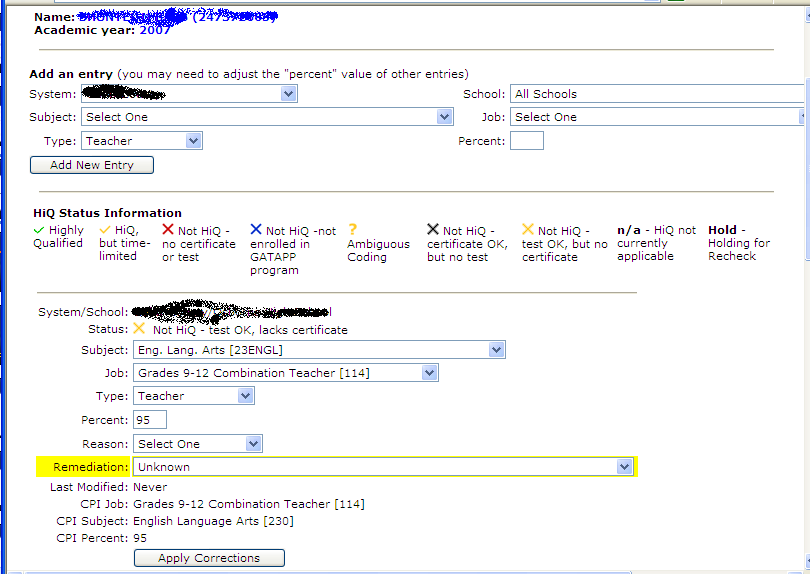 Name:
Academic year: 2007
Add an entry (you may need to adjust the "percent" value of other entries)
System: School: All Schools
Subject: Select One Job: Select One
Type: Teacher Percent:
Add New Entry
HiQ Status Information
Highly Qualified
HiQ, but time-limited
Not HiQ - no certificate or test
Not HiQ -not enrolled in GATAPP program
? Ambiguous Coding
Not HiQ - certificate OK, but no test
Not HiQ - test OK, but no certificate
n/a - HiQ not currently applicable
Hold - Holding for Recheck
System/School:
Status: Not HiQ - test OK, lacks certificate
Subject: Eng. Lang. Arts [23ENGL]
Job: Grades 9-12 Combination Teacher [114]
Type: Teacher
Percent: 95
Reason: Select One
Remediation: Unknown
Last Modified: Never
CPI Job: Grades 9-12 Combination Teacher [114]
CPI Subject: English Language Arts [230]
CPI Percent: 95
Apply Corrections